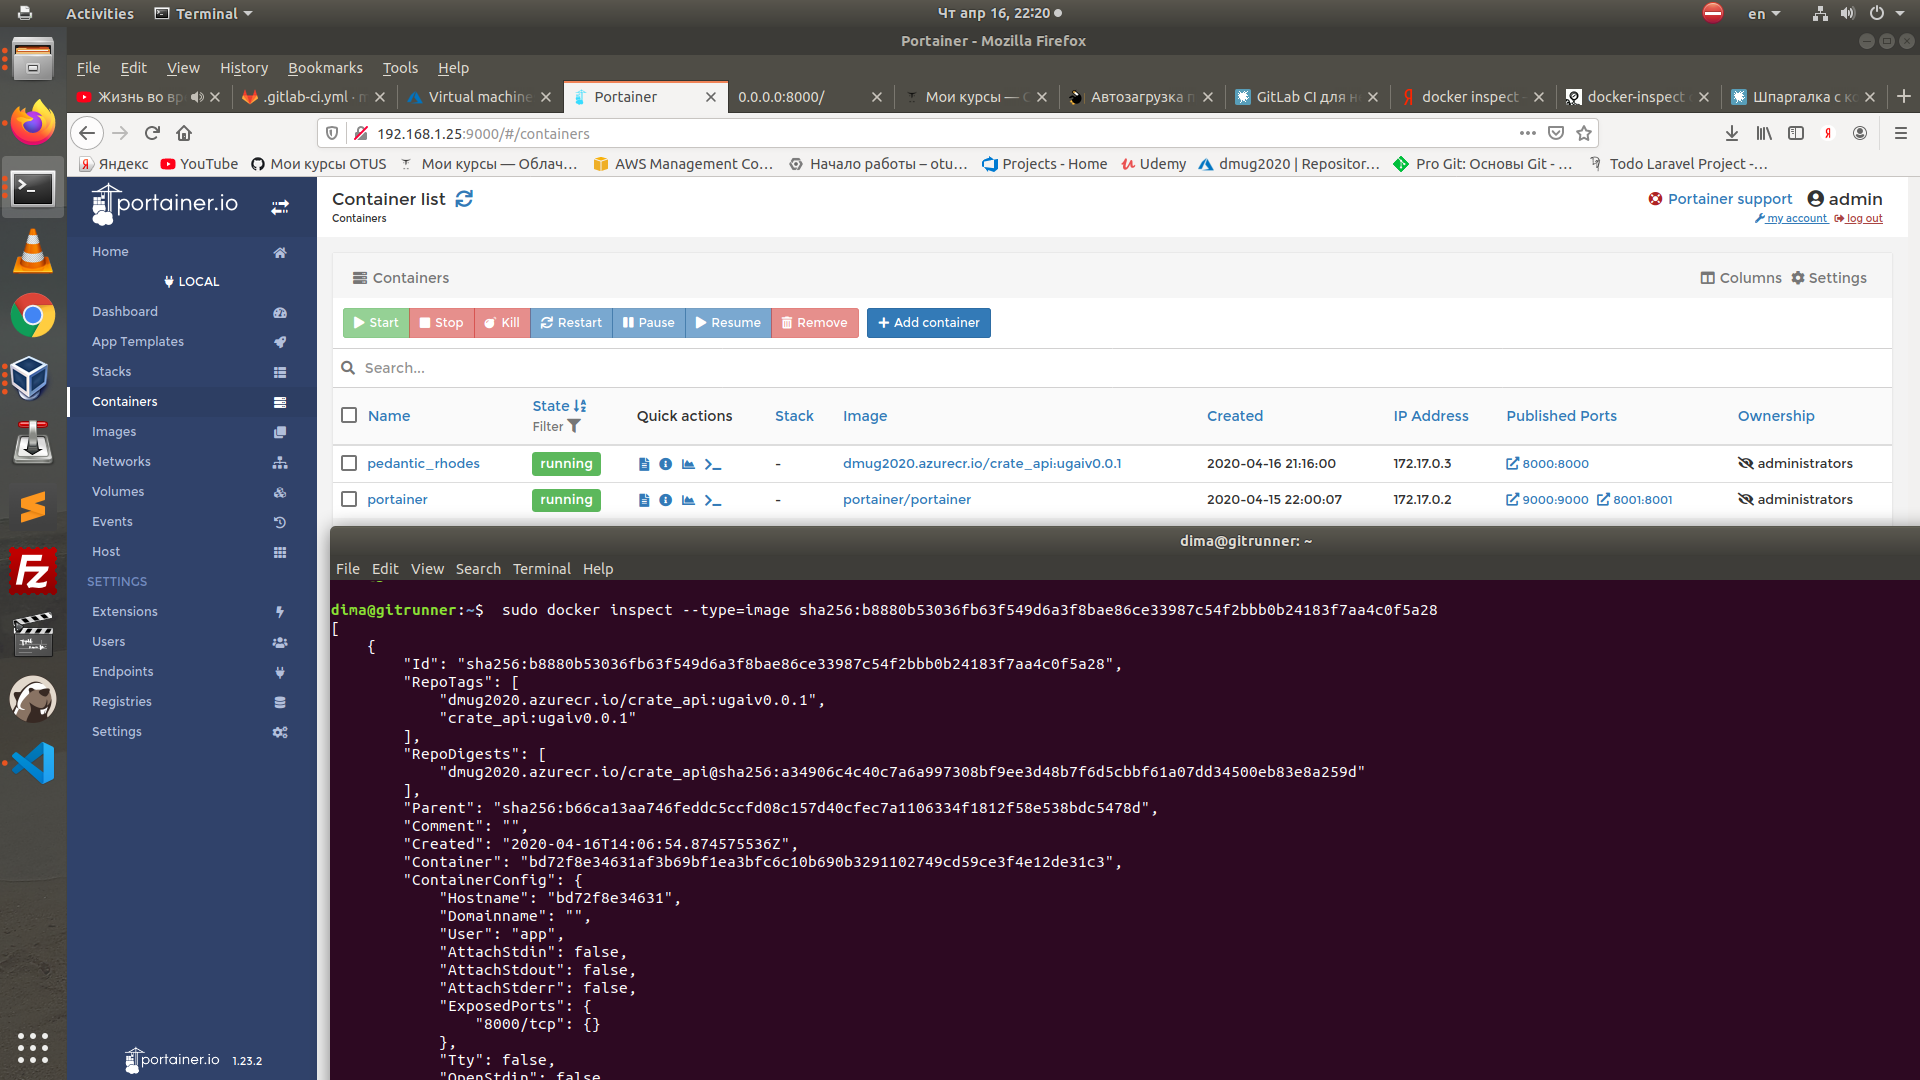 Activities Terminal Чт апр 16, 22:20 en
Portainer - Mozilla Firefox
File Edit View History Bookmarks Tools Help
Жизнь во вр .gitlab-ci.yml · m Virtual machine Portainer 0.0.0.0:8000/ Мои курсы — Автозагрузка п GitLab CI для н docker inspect docker-inspect Шпаргалка с ко
192.168.1.25:9000/#/containers
Яндекс YouTube Мои курсы OTUS Мои курсы — Облач… AWS Management Co… Начало работы – otu… Projects - Home Udemy dmug2020 | Repositor… Pro Git: Основы Git - … Todo Laravel Project -…
portainer.io
Container list
Containers
Portainer support admin
my account log out
Home
LOCAL
Dashboard
App Templates
Stacks
Containers
Images
Networks
Volumes
Events
Host
SETTINGS
Extensions
Users
Endpoints
Registries
Settings
portainer.io 1.23.2
Containers Columns Settings
Start Stop Kill Restart Pause Resume Remove Add container
Search...
Name State Filter Quick actions Stack Image Created IP Address Published Ports Ownership
pedantic_rhodes running - dmug2020.azurecr.io/crate_api:ugaiv0.0.1 2020-04-16 21:16:00 172.17.0.3 8000:8000 administrators
portainer running - portainer/portainer 2020-04-15 22:00:07 172.17.0.2 9000:9000 8001:8001 administrators
dima@gitrunner: ~
File Edit View Search Terminal Help
dima@gitrunner:~$  sudo docker inspect --type=image sha256:b8880b53036fb63f549d6a3f8bae86ce33987c54f2bbb0b24183f7aa4c0f5a28
[
    {
        "Id": "sha256:b8880b53036fb63f549d6a3f8bae86ce33987c54f2bbb0b24183f7aa4c0f5a28",
        "RepoTags": [
            "dmug2020.azurecr.io/crate_api:ugaiv0.0.1",
            "crate_api:ugaiv0.0.1"
        ],
        "RepoDigests": [
            "dmug2020.azurecr.io/crate_api@sha256:a34906c4c40c7a6a997308bf9ee3d48b7f6d5cbbf61a07dd34500eb83e8a259d"
        ],
        "Parent": "sha256:b66ca13aa746feddc5ccfd08c157d40cfec7a1106334f1812f58e538bdc5478d",
        "Comment": "",
        "Created": "2020-04-16T14:06:54.874575536Z",
        "Container": "bd72f8e34631af3b69bf1ea3bfc6c10b690b3291102749cd59ce3f4e12de31c3",
        "ContainerConfig": {
            "Hostname": "bd72f8e34631",
            "Domainname": "",
            "User": "app",
            "AttachStdin": false,
            "AttachStdout": false,
            "AttachStderr": false,
            "ExposedPorts": {
                "8000/tcp": {}
            },
            "Tty": false,
            "OpenStdin": false,